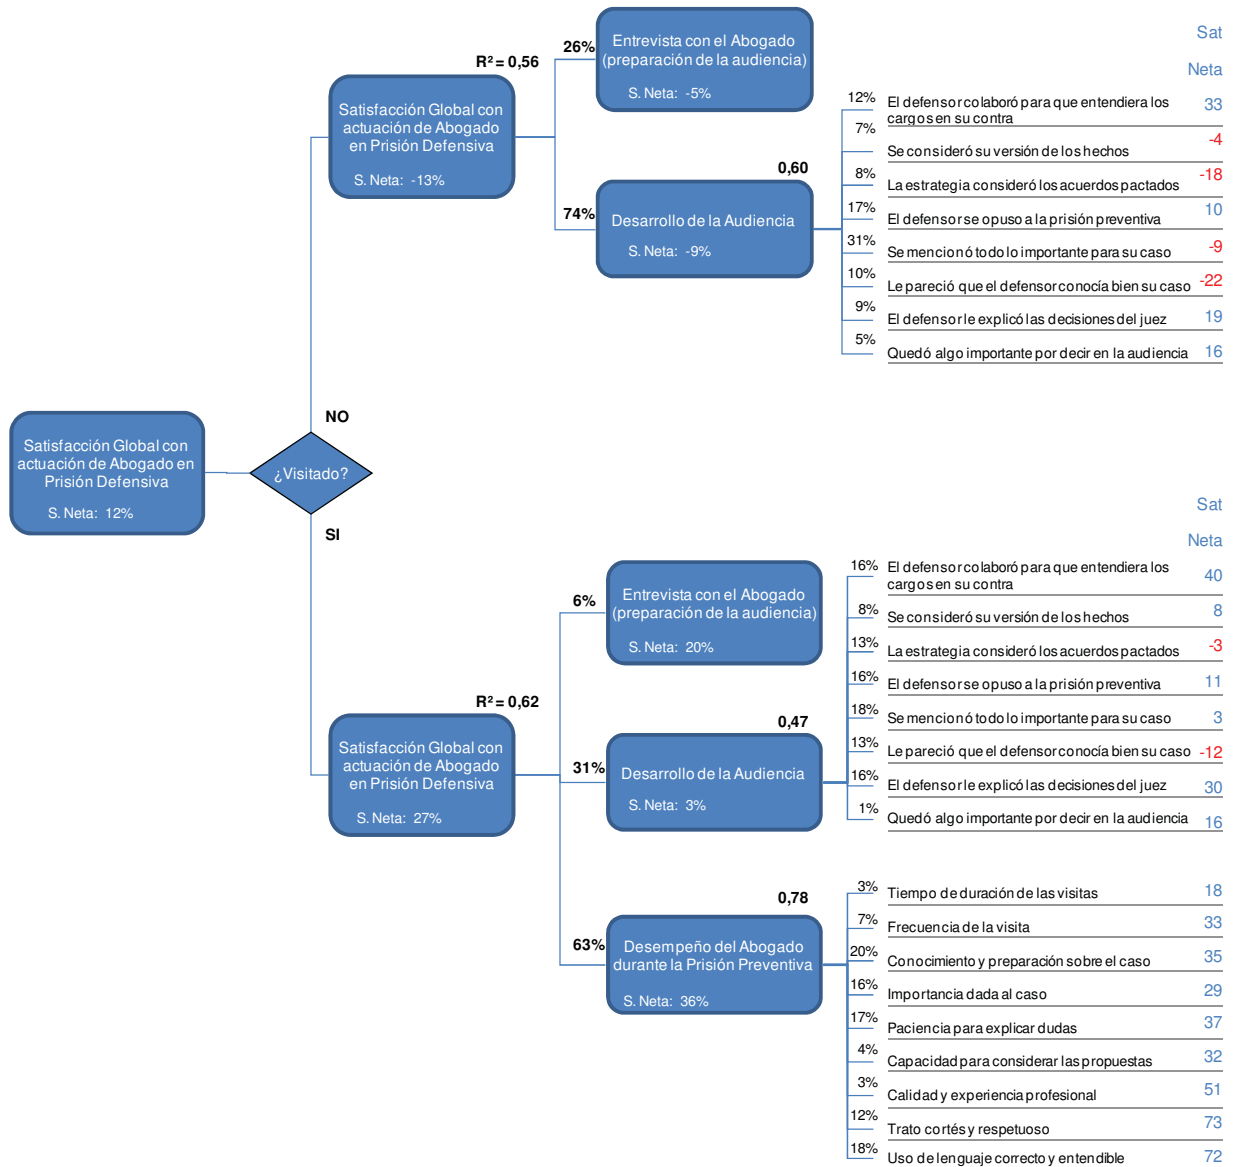 Satisfacción Global con
actuación de Abogado en
Prisión Defensiva
S. Neta: 12%
¿Visitado?
NO
SI
R² = 0,56
Satisfacción Global con
actuación de Abogado
en Prisión Defensiva
S. Neta: -13%
26%
Entrevista con el Abogado
(preparación de la audiencia)
S. Neta: -5%
74%
0,60
Desarrollo de la Audiencia
S. Neta: -9%
Sat
Neta
12% El defensor colaboró para que entendiera los
cargos en su contra 33
7% Se consideró su versión de los hechos -4
8% La estrategia consideró los acuerdos pactados -18
17% El defensor se opuso a la prisión preventiva 10
31% Se mencionó todo lo importante para su caso -9
10% Le pareció que el defensor conocía bien su caso -22
9% El defensor le explicó las decisiones del juez 19
5% Quedó algo importante por decir en la audiencia 16
R² = 0,62
Satisfacción Global con
actuación de Abogado
en Prisión Defensiva
S. Neta: 27%
6%
Entrevista con el Abogado
(preparación de la audiencia)
S. Neta: 20%
31%
0,47
Desarrollo de la Audiencia
S. Neta: 3%
Sat
Neta
16% El defensor colaboró para que entendiera los
cargos en su contra 40
8% Se consideró su versión de los hechos 8
13% La estrategia consideró los acuerdos pactados -3
16% El defensor se opuso a la prisión preventiva 11
18% Se mencionó todo lo importante para su caso 3
13% Le pareció que el defensor conocía bien su caso -12
16% El defensor le explicó las decisiones del juez 30
1% Quedó algo importante por decir en la audiencia 16
63%
0,78
Desempeño del Abogado
durante la Prisión Preventiva
S. Neta: 36%
3% Tiempo de duración de las visitas 18
7% Frecuencia de la visita 33
20% Conocimiento y preparación sobre el caso 35
16% Importancia dada al caso 29
17% Paciencia para explicar dudas 37
4% Capacidad para considerar las propuestas 32
3% Calidad y experiencia profesional 51
12% Trato cortés y respetuoso 73
18% Uso de lenguaje correcto y entendible 72